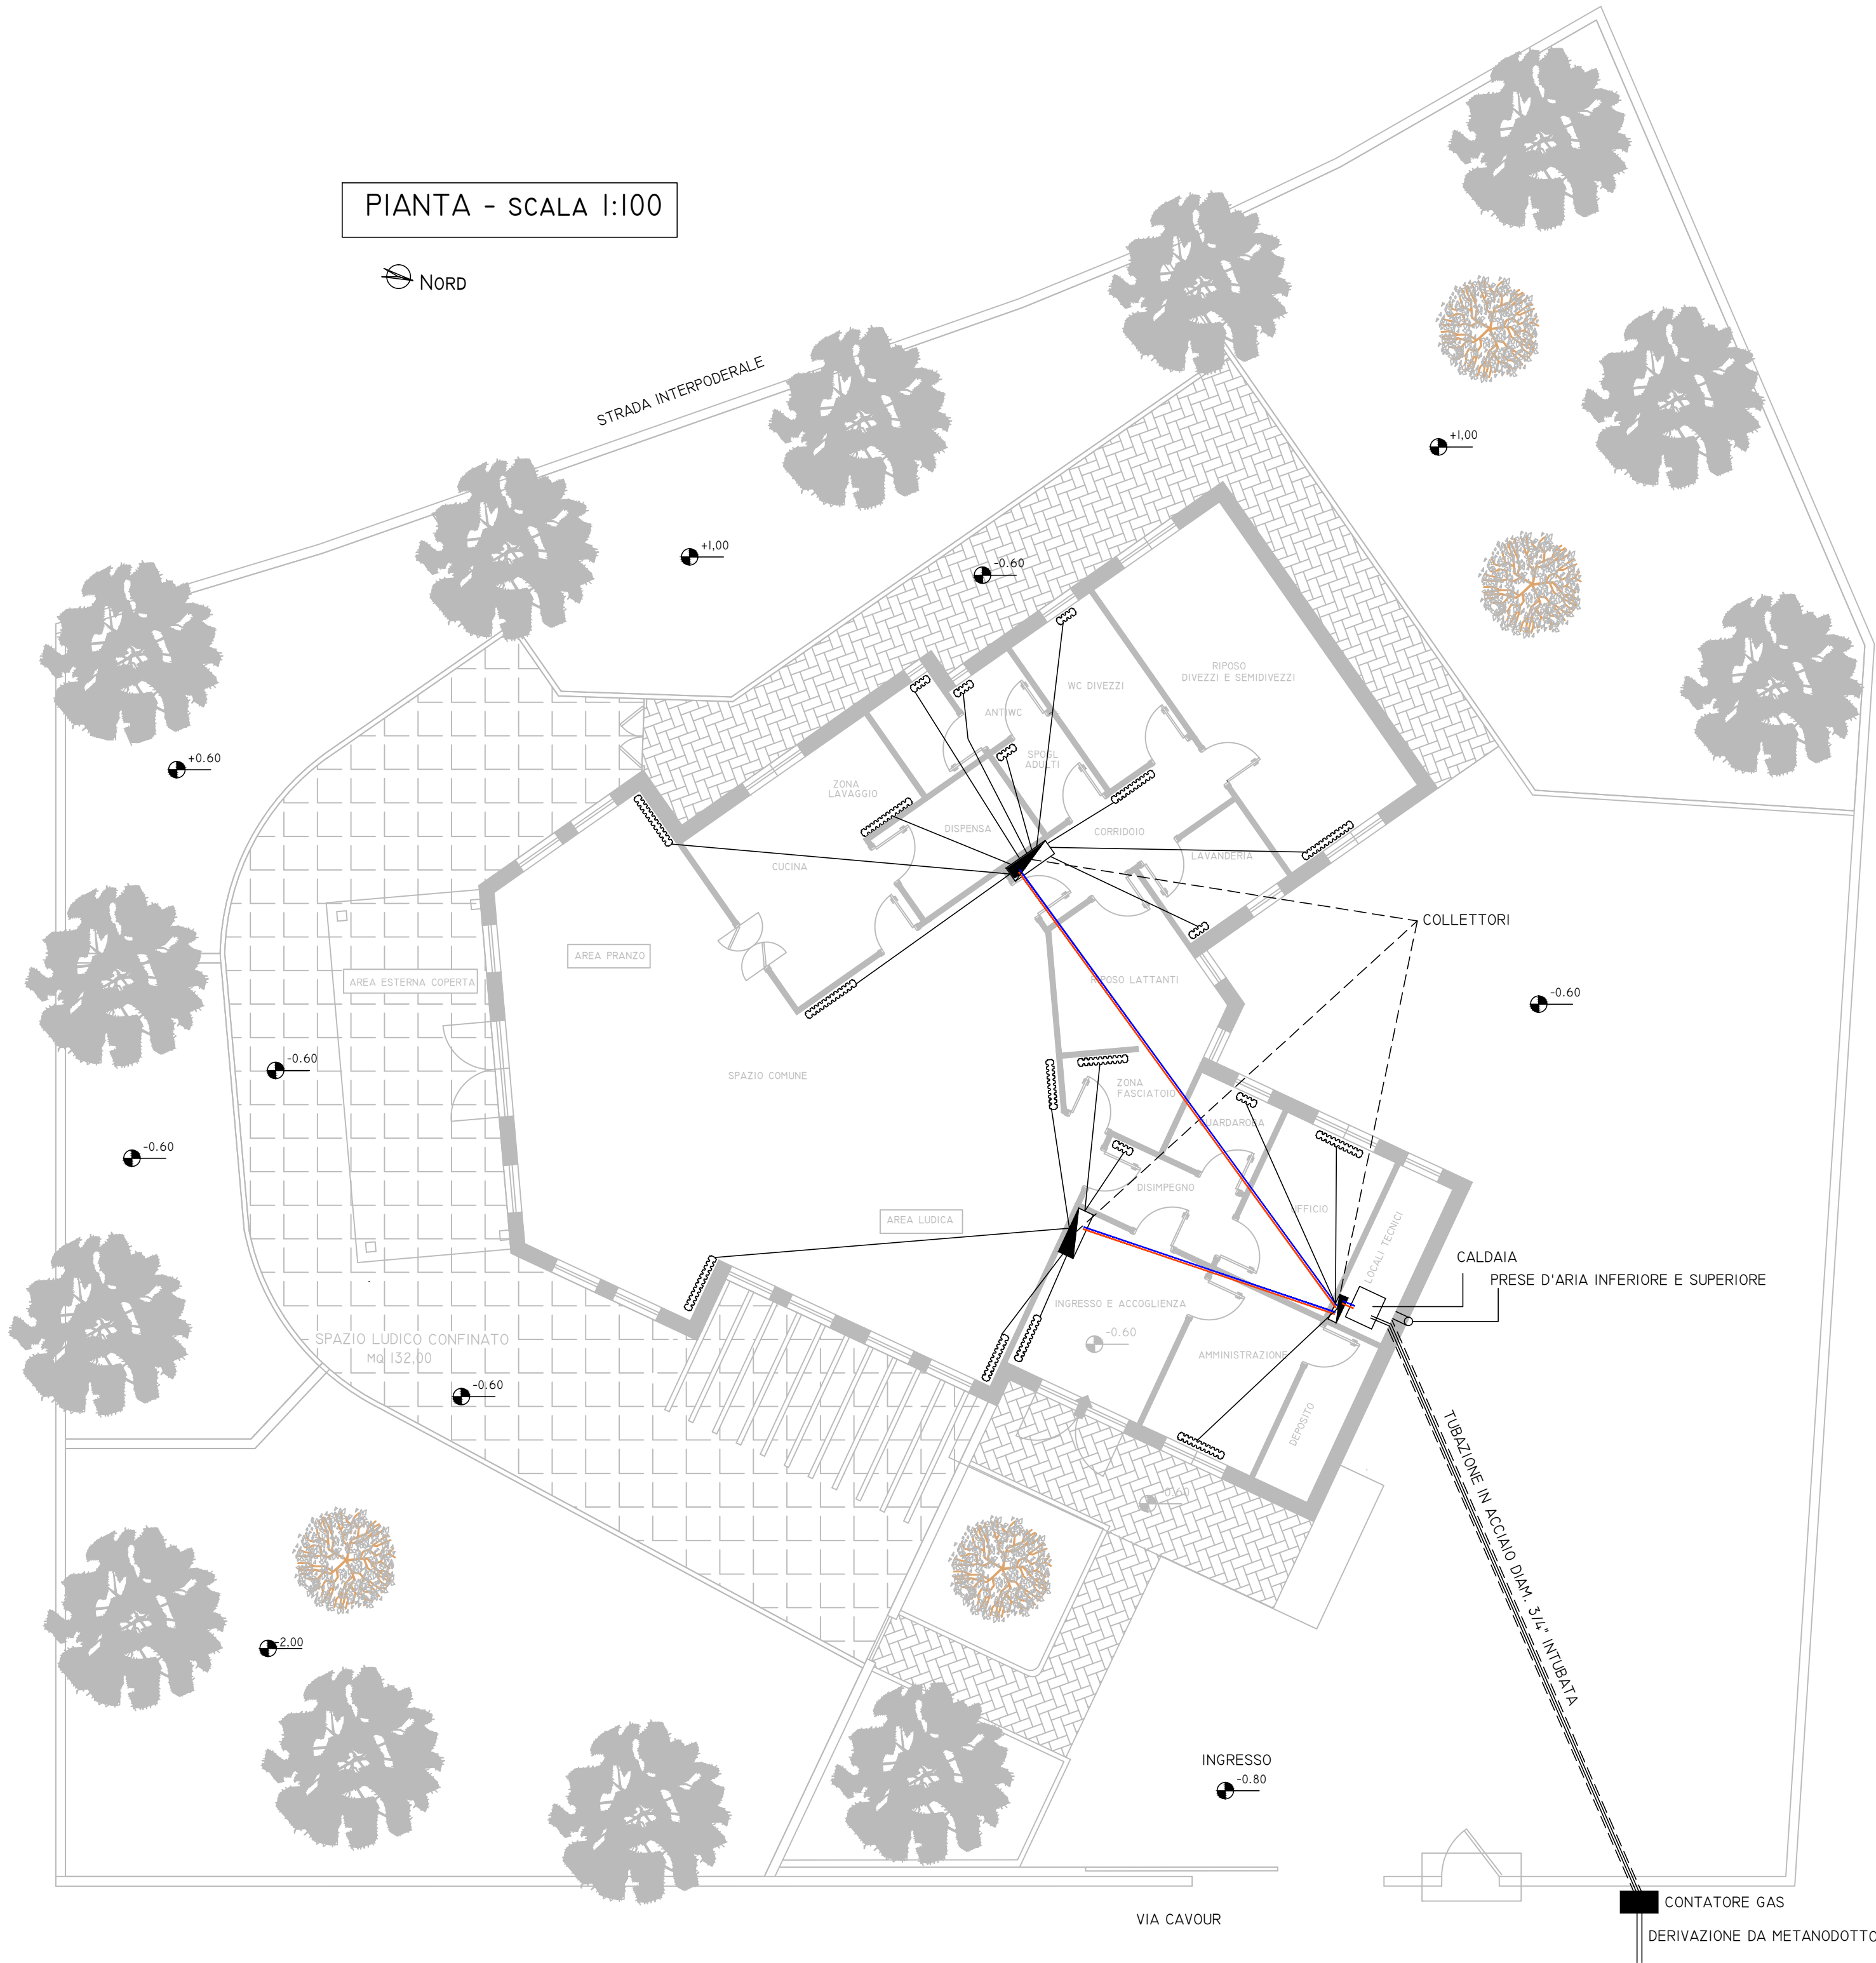 PIANTA - SCALA 1:100
NORD
STRADA INTERPODERALE
+1,00
+1,00
-0.60
RIPOSO
DIVEZZI E SEMIDIVEZZI
WC DIVEZZI
ANTIWC
SPOGL.
ADULTI
+0.60
ZONA
LAVAGGIO
DISPENSA
CORRIDOIO
LAVANDERIA
CUCINA
COLLETTORI
AREA PRANZO
AREA ESTERNA COPERTA
RIPOSO LATTANTI
-0.60
-0.60
SPAZIO COMUNE
ZONA
FASCIATOIO
GUARDAROBA
-0.60
DISIMPEGNO
UFFICIO
AREA LUDICA
LOCALI TECNICI
CALDAIA
PRESE D'ARIA INFERIORE E SUPERIORE
INGRESSO E ACCOGLIENZA
-0.60
SPAZIO LUDICO CONFINATO
MQ 132,00
AMMINISTRAZIONE
-0.60
DEPOSITO
TUBAZIONE IN ACCIAIO DIAM. 3/4" INTUBATA
-0.60
-2,00
INGRESSO
-0.80
CONTATORE GAS
VIA CAVOUR
DERIVAZIONE DA METANODOTTO